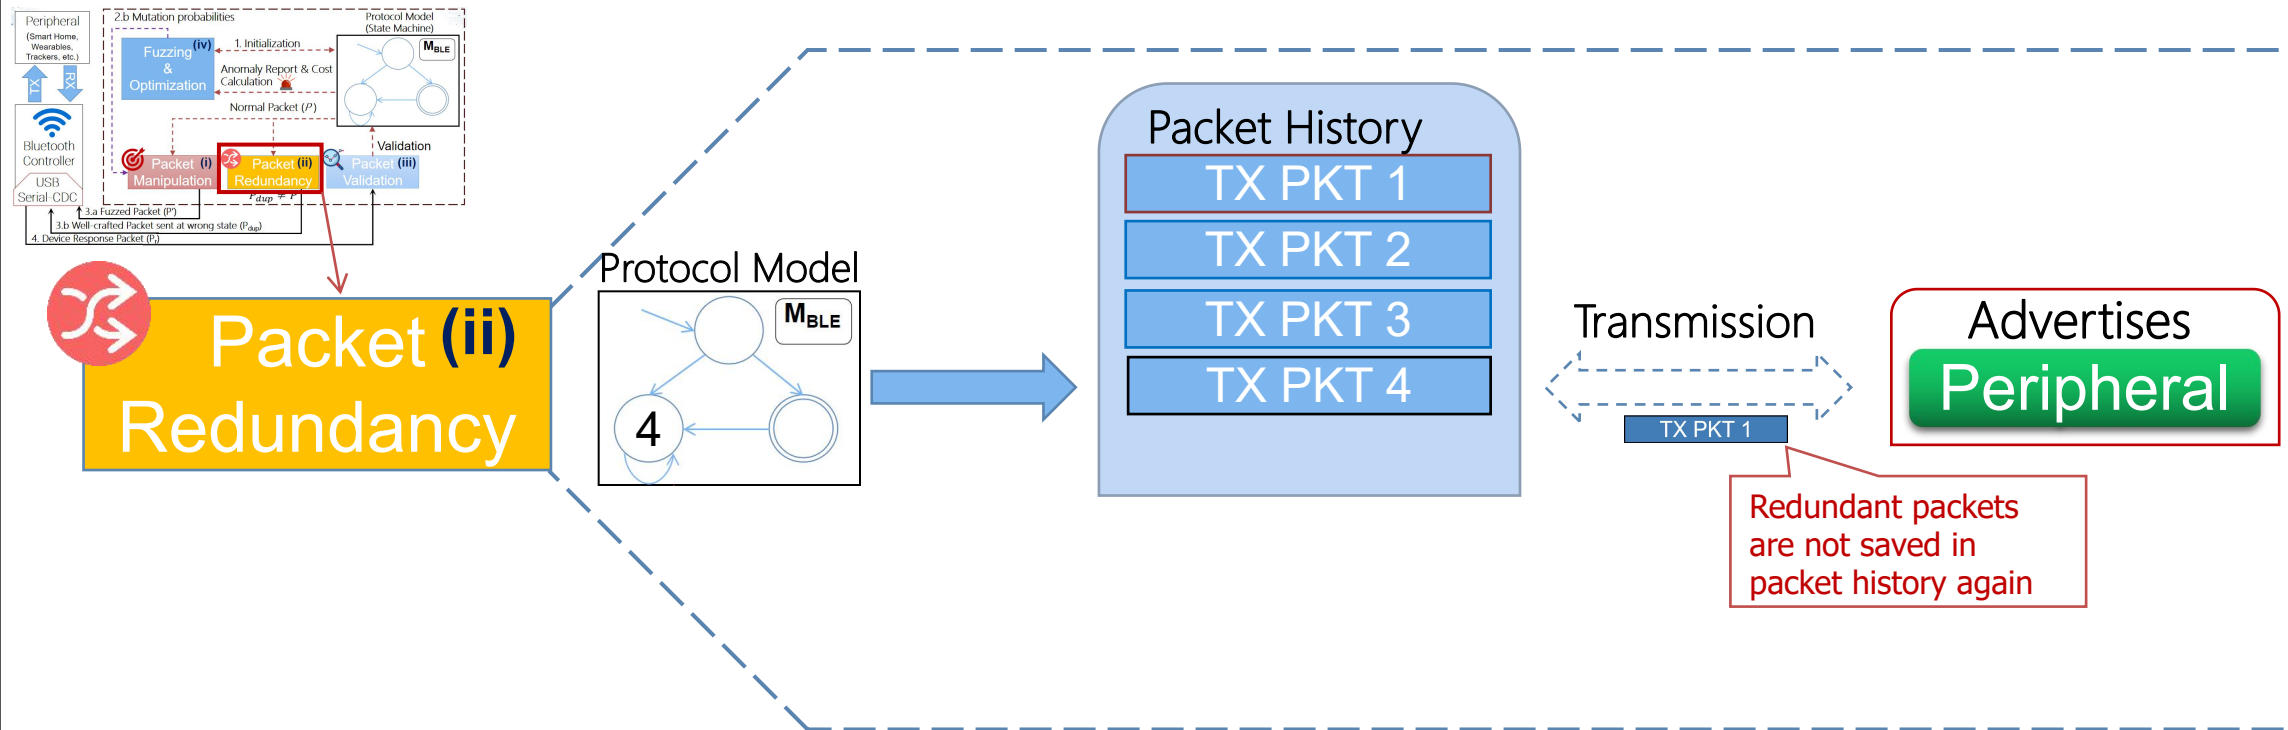 Peripheral
(Smart Home,
Wearables,
Trackers, etc.)
TX
RX
Bluetooth
Controller
USB
Serial-CDC
2.b Mutation probabilities
Fuzzing (iv)
&
Optimization
1. Initialization
Anomaly Report & Cost
Calculation
Normal Packet (P)
Protocol Model
(State Machine)
MBLE
Validation
Packet (i)
Manipulation
Packet (ii)
Redundancy
Packet (iii)
Validation
Pdup ≠ P
3.a Fuzzed Packet (P')
3.b Well-crafted Packet sent at wrong state (Pdup)
4. Device Response Packet (Pr)
Packet (ii)
Redundancy
Protocol Model
MBLE
4
Packet History
TX PKT 1
TX PKT 2
TX PKT 3
TX PKT 4
Transmission
TX PKT 1
Redundant packets
are not saved in
packet history again
Advertises
Peripheral